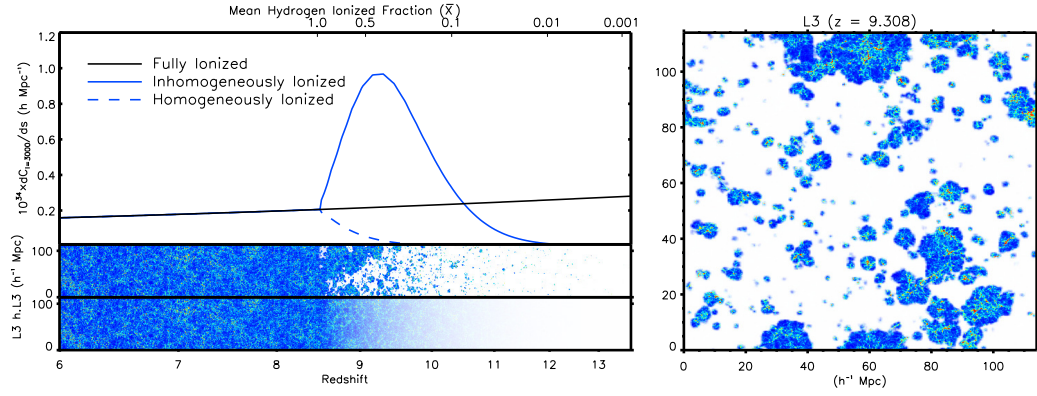 Mean Hydrogen Ionized Fraction (X̄)
1.0 0.5 0.1 0.01 0.001
1.2
1.0
0.8
0.6
0.4
0.2
10³⁴×dCₗ₌₃₀₀₀/ds (h Mpc⁻¹)
Fully Ionized
Inhomogeneously Ionized
Homogeneously Ionized
100
0
100
0
L3 h.L3 (h⁻¹ Mpc)
6 7 8 9 10 11 12 13
Redshift
L3 (z = 9.308)
100
80
60
40
20
0
0 20 40 60 80 100
(h⁻¹ Mpc)